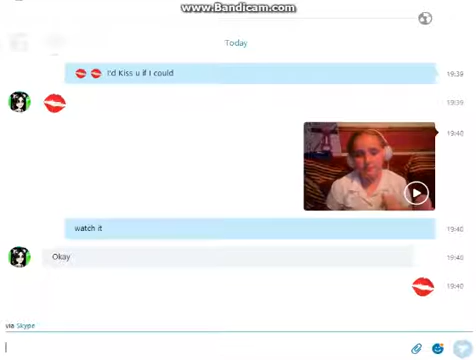 www.Bandicam.com
Today
I'd Kiss u if I could
19:39
19:39
19:40
watch it
19:40
Okay
19:40
19:40
via Skype